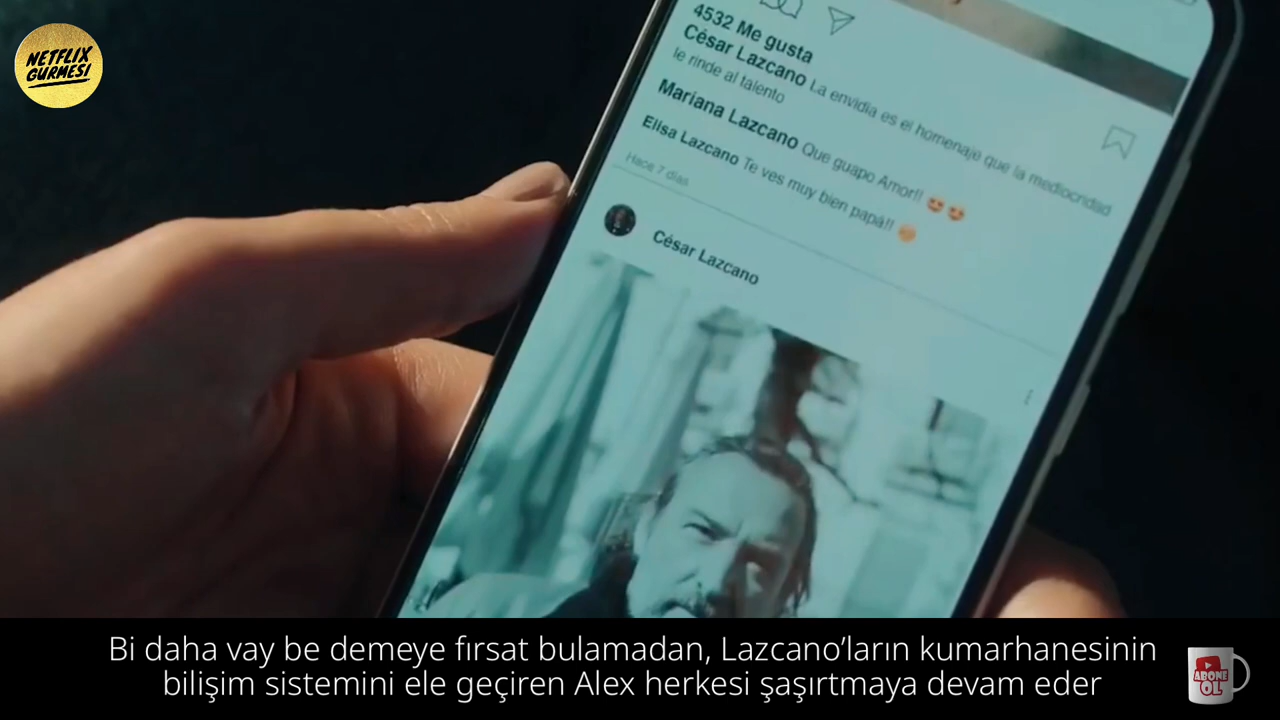 NETFLIX
GURMESİ
4532 Me gusta
César Lazcano La envidia es el homenaje que la mediocridad
le rinde al talento
Mariana Lazcano Que guapo Amor!! 😍😍
Elisa Lazcano Te ves muy bien papá!! 🧡
Hace 7 días
César Lazcano
Bi daha vay be demeye fırsat bulamadan, Lazcano’ların kumarhanesinin
bilişim sistemini ele geçiren Alex herkesi şaşırtmaya devam eder
ABONE
OL